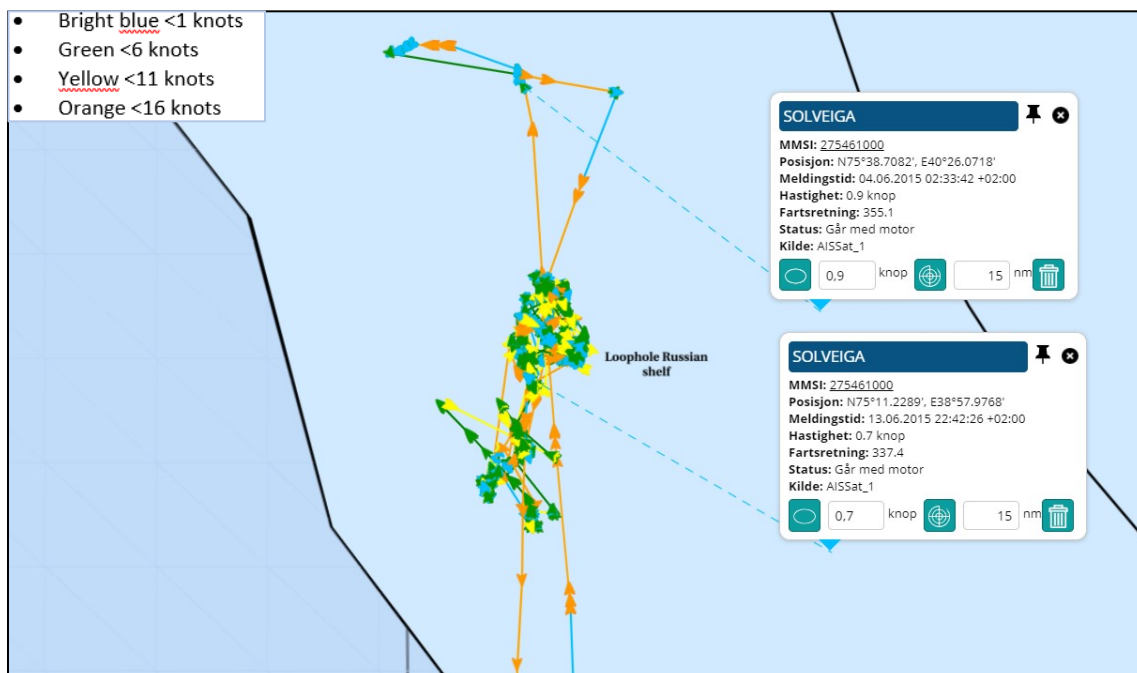 Bright blue <1 knots
Green <6 knots
Yellow <11 knots
Orange <16 knots
SOLVEIGA
MMSI: 275461000
Posisjon: N75°38.7082', E40°26.0718'
Meldingstid: 04.06.2015 02:33:42 +02:00
Hastighet: 0.9 knop
Fartsretning: 355.1
Status: Går med motor
Kilde: AISSat_1
0,9 knop 15 nm
Loophole Russian
shelf
SOLVEIGA
MMSI: 275461000
Posisjon: N75°11.2289', E38°57.9768'
Meldingstid: 13.06.2015 22:42:26 +02:00
Hastighet: 0.7 knop
Fartsretning: 337.4
Status: Går med motor
Kilde: AISSat_1
0,7 knop 15 nm